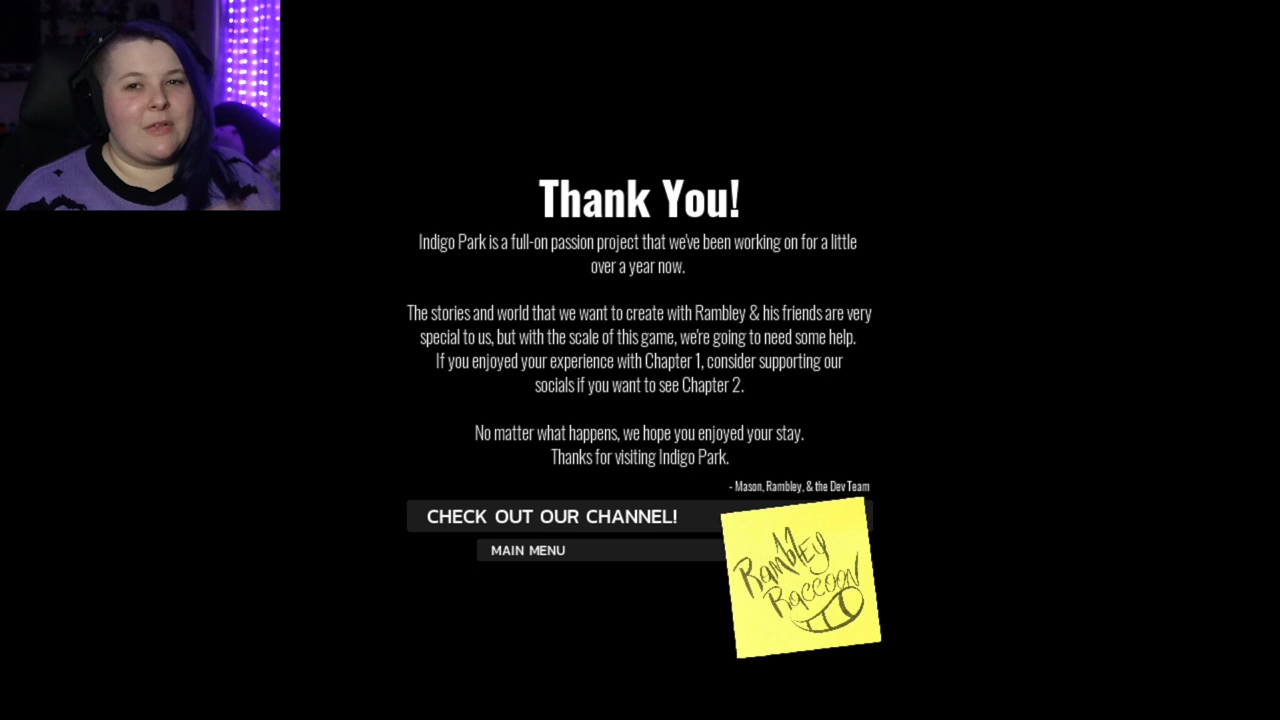 Thank You!
Indigo Park is a full-on passion project that we've been working on for a little
over a year now.
The stories and world that we want to create with Rambley & his friends are very
special to us, but with the scale of this game, we're going to need some help.
If you enjoyed your experience with Chapter 1, consider supporting our
socials if you want to see Chapter 2.
No matter what happens, we hope you enjoyed your stay.
Thanks for visiting Indigo Park.
- Mason, Rambley, & the Dev Team
CHECK OUT OUR CHANNEL!
MAIN MENU
RamblEy
Raccoon